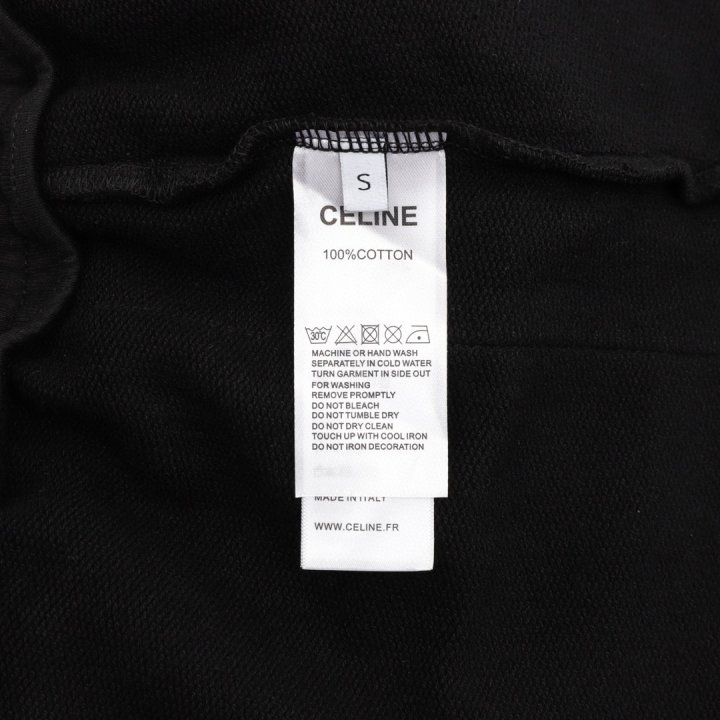 S
CELINE
100%COTTON
30°C
MACHINE OR HAND WASH
SEPARATELY IN COLD WATER
TURN GARMENT IN SIDE OUT
FOR WASHING
REMOVE PROMPTLY
DO NOT BLEACH
DO NOT TUMBLE DRY
DO NOT DRY CLEAN
TOUCH UP WITH COOL IRON
DO NOT IRON DECORATION
MADE IN ITALY
WWW.CELINE.FR